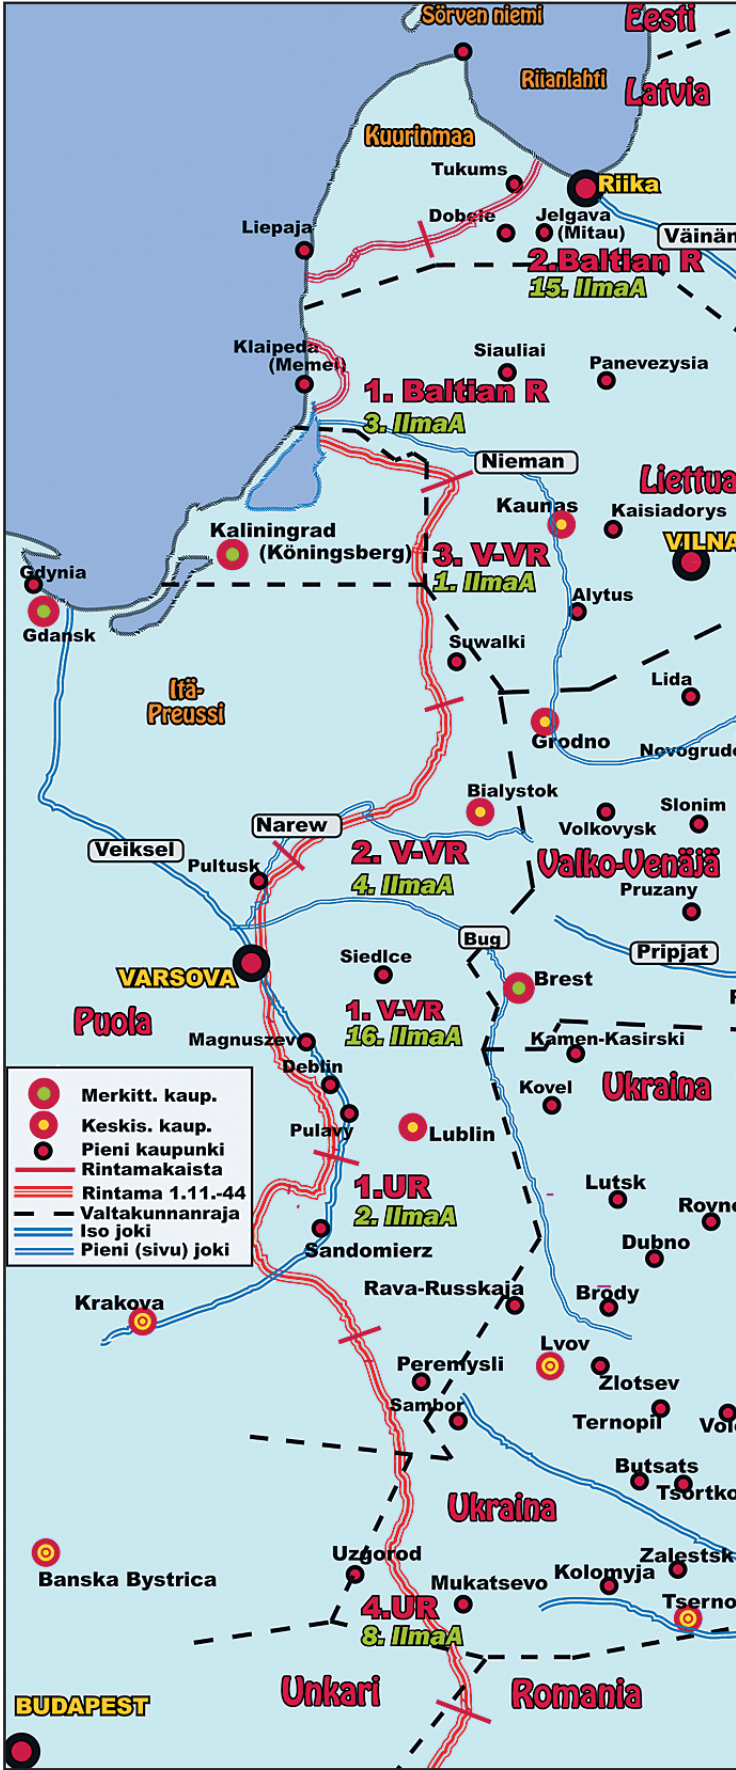 Sörven niemi
Eesti
Riianlahti
Latvia
Kuurinmaa
Tukums
Riika
Dobele
Jelgava
(Mitau)
Liepaja
2.Baltian R
15. IlmaA
Klaipeda
(Memel)
Siauliai
Panevezysia
1. Baltian R
3. IlmaA
Nieman
Liettua
Kaunas
Kaisiadorys
Kaliningrad
(Köningsberg)
VILNA
3. V-VR
1. IlmaA
Gdynia
Gdansk
Alytus
Suwalki
Itä-
Preussi
Lida
Grodno
Bialystok
Volkovysk
Slonim
Narew
Veiksel
Pultusk
2. V-VR
4. IlmaA
Valko-Venäjä
Pruzany
Bug
Pripjat
VARSOVA
Siedlce
Brest
Puola
1. V-VR
16. IlmaA
Magnuszev
Kamen-Kasirski
Deblin
Kovel
Ukraina
Merkitt. kaup.
Keskis. kaup.
Pieni kaupunki
Rintamakaista
Rintama 1.11.-44
Valtakunnanraja
Iso joki
Pieni (sivu) joki
Pulavy
Lublin
1.UR
2. IlmaA
Lutsk
Dubno
Sandomierz
Rava-Russkaja
Brody
Krakova
Lvov
Peremysli
Zlotsev
Sambor
Ternopil
Butsats
Ukraina
Uzgorod
Banska Bystrica
Mukatsevo
Kolomyja
4.UR
8. IlmaA
Unkari
Romania
BUDAPEST